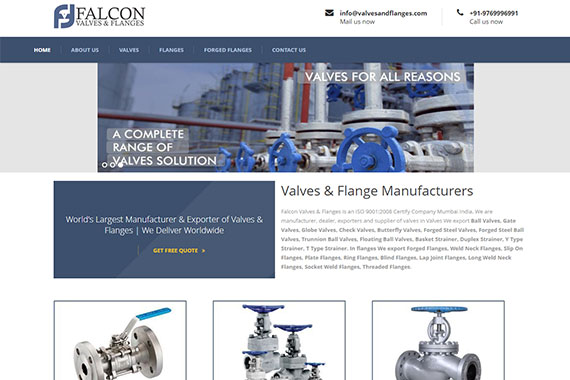 FALCON
VALVES & FLANGES
info@valvesandflanges.com
Mail us now
+91-9769996991
Call us now
HOME
ABOUT US
VALVES
FLANGES
FORGED FLANGES
CONTACT US
VALVES FOR ALL REASONS
A COMPLETE
RANGE OF
VALVES SOLUTION
World's Largest Manufacturer & Exporter of Valves &
Flanges | We Deliver Worldwide
GET FREE QUOTE >
Valves & Flange Manufacturers
Falcon Valves & Flanges is an ISO 9001:2008 Certify Company Mumbai India. We are
manufacturer, dealer, exporters and supplier of valves in Valves We export Ball Valves, Gate
Valves, Globe Valves, Check Valves, Butterfly Valves, Forged Steel Valves, Forged Steel Ball
Valves, Trunnion Ball Valves, Floating Ball Valves, Basket Strainer, Duplex Strainer, Y Type
Strainer, T Type Strainer. In flanges We export Forged Flanges, Weld Neck Flanges, Slip On
Flanges, Plate Flanges, Ring Flanges, Blind Flanges, Lap Joint Flanges, Long Weld Neck
Flanges, Socket Weld Flanges, Threaded Flanges.